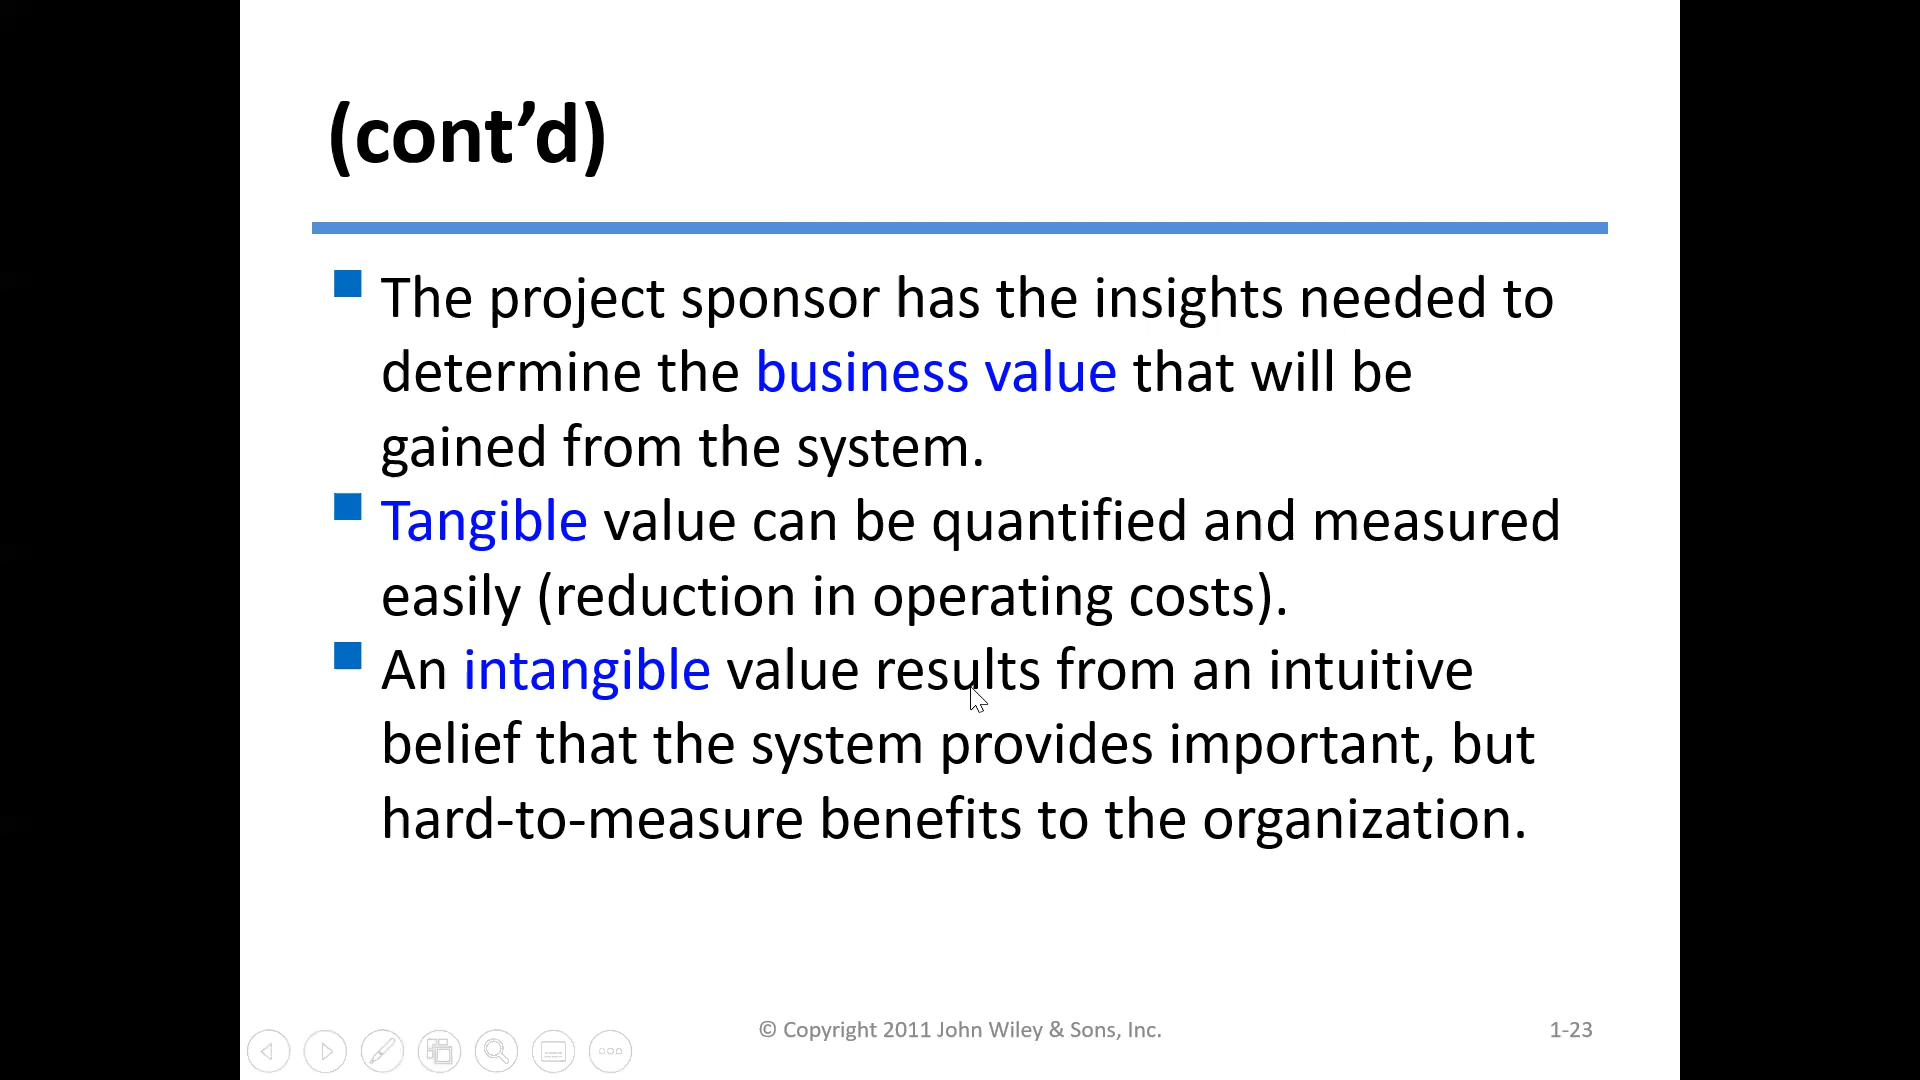 (cont’d)
The project sponsor has the insights needed to
determine the business value that will be
gained from the system.
Tangible value can be quantified and measured
easily (reduction in operating costs).
An intangible value results from an intuitive
belief that the system provides important, but
hard-to-measure benefits to the organization.
© Copyright 2011 John Wiley & Sons, Inc.
1-23